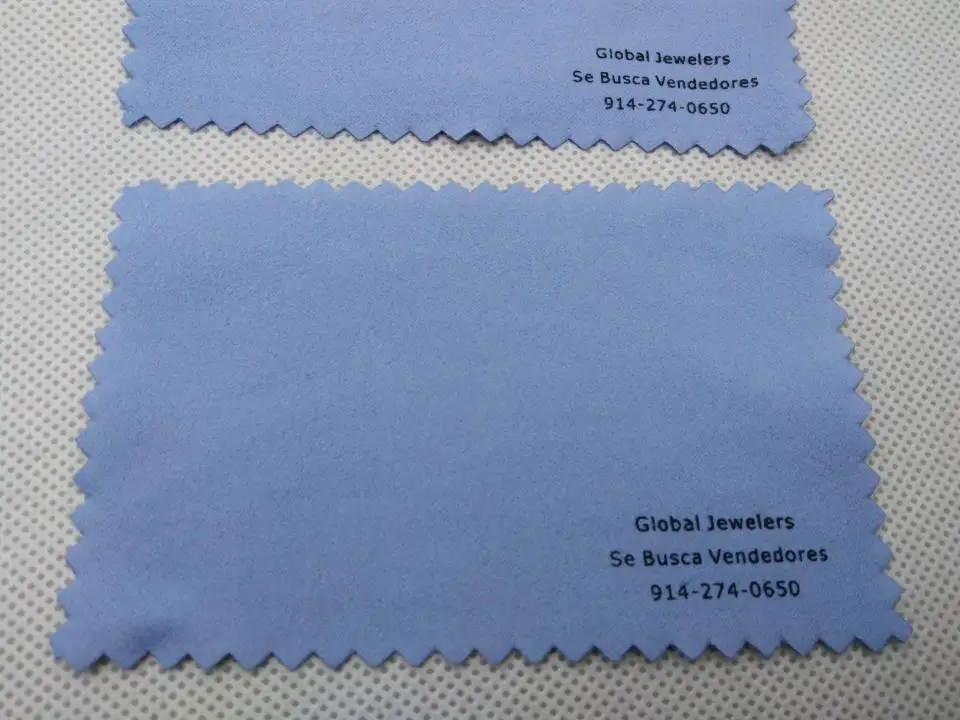 Global Jewelers
Se Busca Vendedores
914-274-0650
Global Jewelers
Se Busca Vendedores
914-274-0650